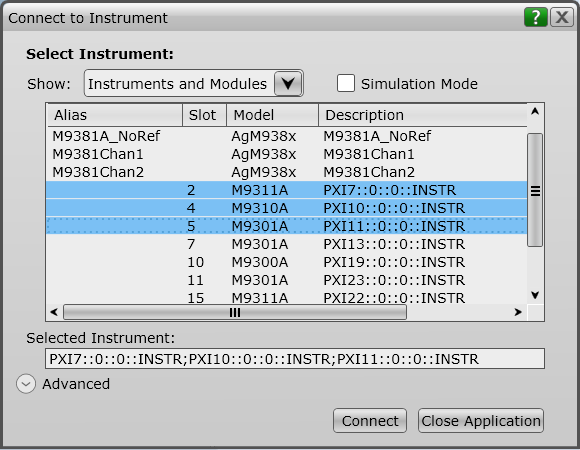 Connect to Instrument ? X
Select Instrument:
Show: Instruments and Modules Simulation Mode
Alias Slot Model Description
M9381A_NoRef AgM938x M9381A_NoRef
M9381Chan1 AgM938x M9381Chan1
M9381Chan2 AgM938x M9381Chan2
2 M9311A PXI7::0::0::INSTR
4 M9310A PXI10::0::0::INSTR
5 M9301A PXI11::0::0::INSTR
7 M9301A PXI13::0::0::INSTR
10 M9300A PXI19::0::0::INSTR
11 M9301A PXI23::0::0::INSTR
15 M9311A PXI22::0::0::INSTR
Selected Instrument:
PXI7::0::0::INSTR;PXI10::0::0::INSTR;PXI11::0::0::INSTR
Advanced
Connect Close Application